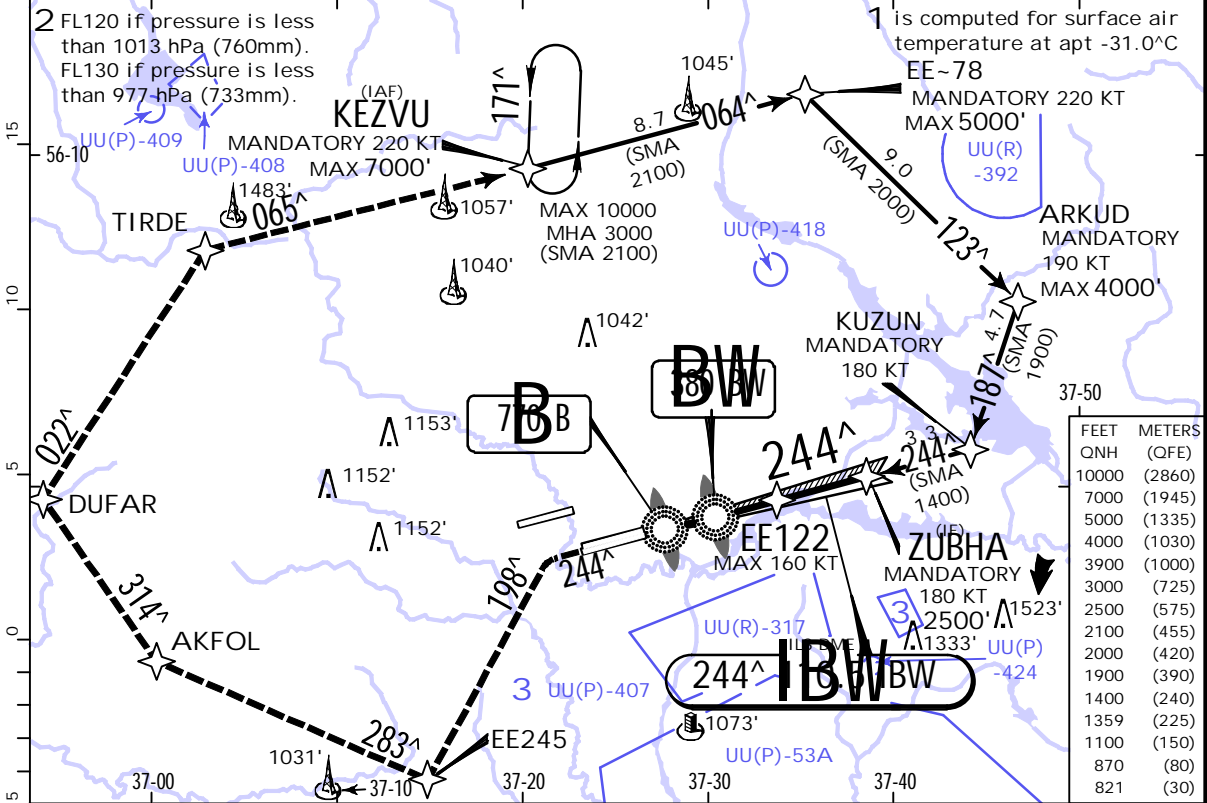 2 FL120 if pressure is less
than 1013 hPa (760mm).
FL130 if pressure is less
than 977 hPa (733mm).
1 is computed for surface air
temperature at apt -31.0^C
UU(P)-409
UU(P)-408
(IAF)
KEZVU
MANDATORY 220 KT
MAX 7000'
171^
1045'
8.7
064^
(SMA
2100)
EE~78
MANDATORY 220 KT
MAX 5000'
UU(R)
-392
9.0
(SMA 2000)
123^
15
56-10
1483'
065^
1057'
TIRDE
MAX 10000
MHA 3000
(SMA 2100)
1040'
UU(P)-418
ARKUD
MANDATORY
190 KT
MAX 4000'
10
1042'
KUZUN
MANDATORY
180 KT
4.7
(SMA
1900)
187^
37-50
B
770 B
BW
380 BW
1153'
022^
1152'
1152'
5
DUFAR
244^
3.3
244^
(SMA
1400)
EE122
MAX 160 KT
(IF)
ZUBHA
MANDATORY
180 KT
2500'
244^
198^
314^
AKFOL
0
UU(R)-317
3
1523'
1333'
UU(P)
-424
ILS DME
244^ IBW
3 UU(P)-407
1073'
UU(P)-53A
283^
EE245
1031'
37-10
37-00
37-20
37-30
37-40
5
FEET METERS
QNH (QFE)
10000 (2860)
7000 (1945)
5000 (1335)
4000 (1030)
3900 (1000)
3000 (725)
2500 (575)
2100 (455)
2000 (420)
1900 (390)
1400 (240)
1359 (225)
1100 (150)
870 (80)
821 (30)